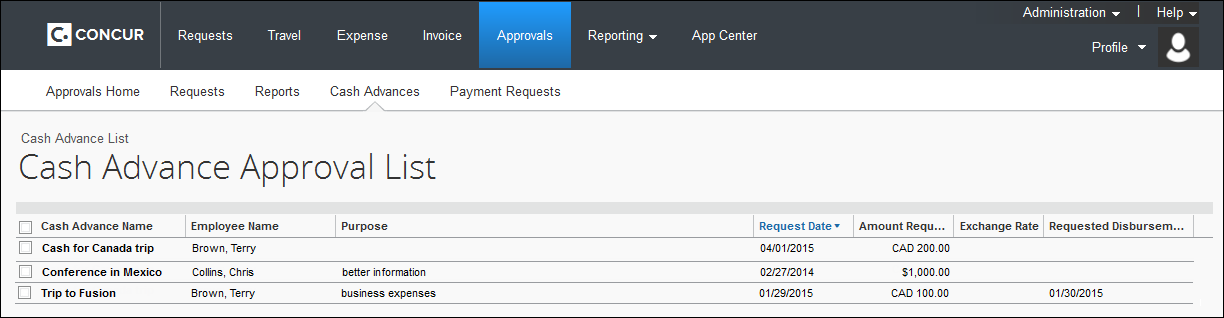 Administration | Help
CONCUR Requests Travel Expense Invoice Approvals Reporting App Center
Profile
Approvals Home Requests Reports Cash Advances Payment Requests
Cash Advance List
Cash Advance Approval List
Cash Advance Name Employee Name Purpose Request Date Amount Requ... Exchange Rate Requested Disbursem...
Cash for Canada trip Brown, Terry 04/01/2015 CAD 200.00
Conference in Mexico Collins, Chris better information 02/27/2014 $1,000.00
Trip to Fusion Brown, Terry business expenses 01/29/2015 CAD 100.00 01/30/2015